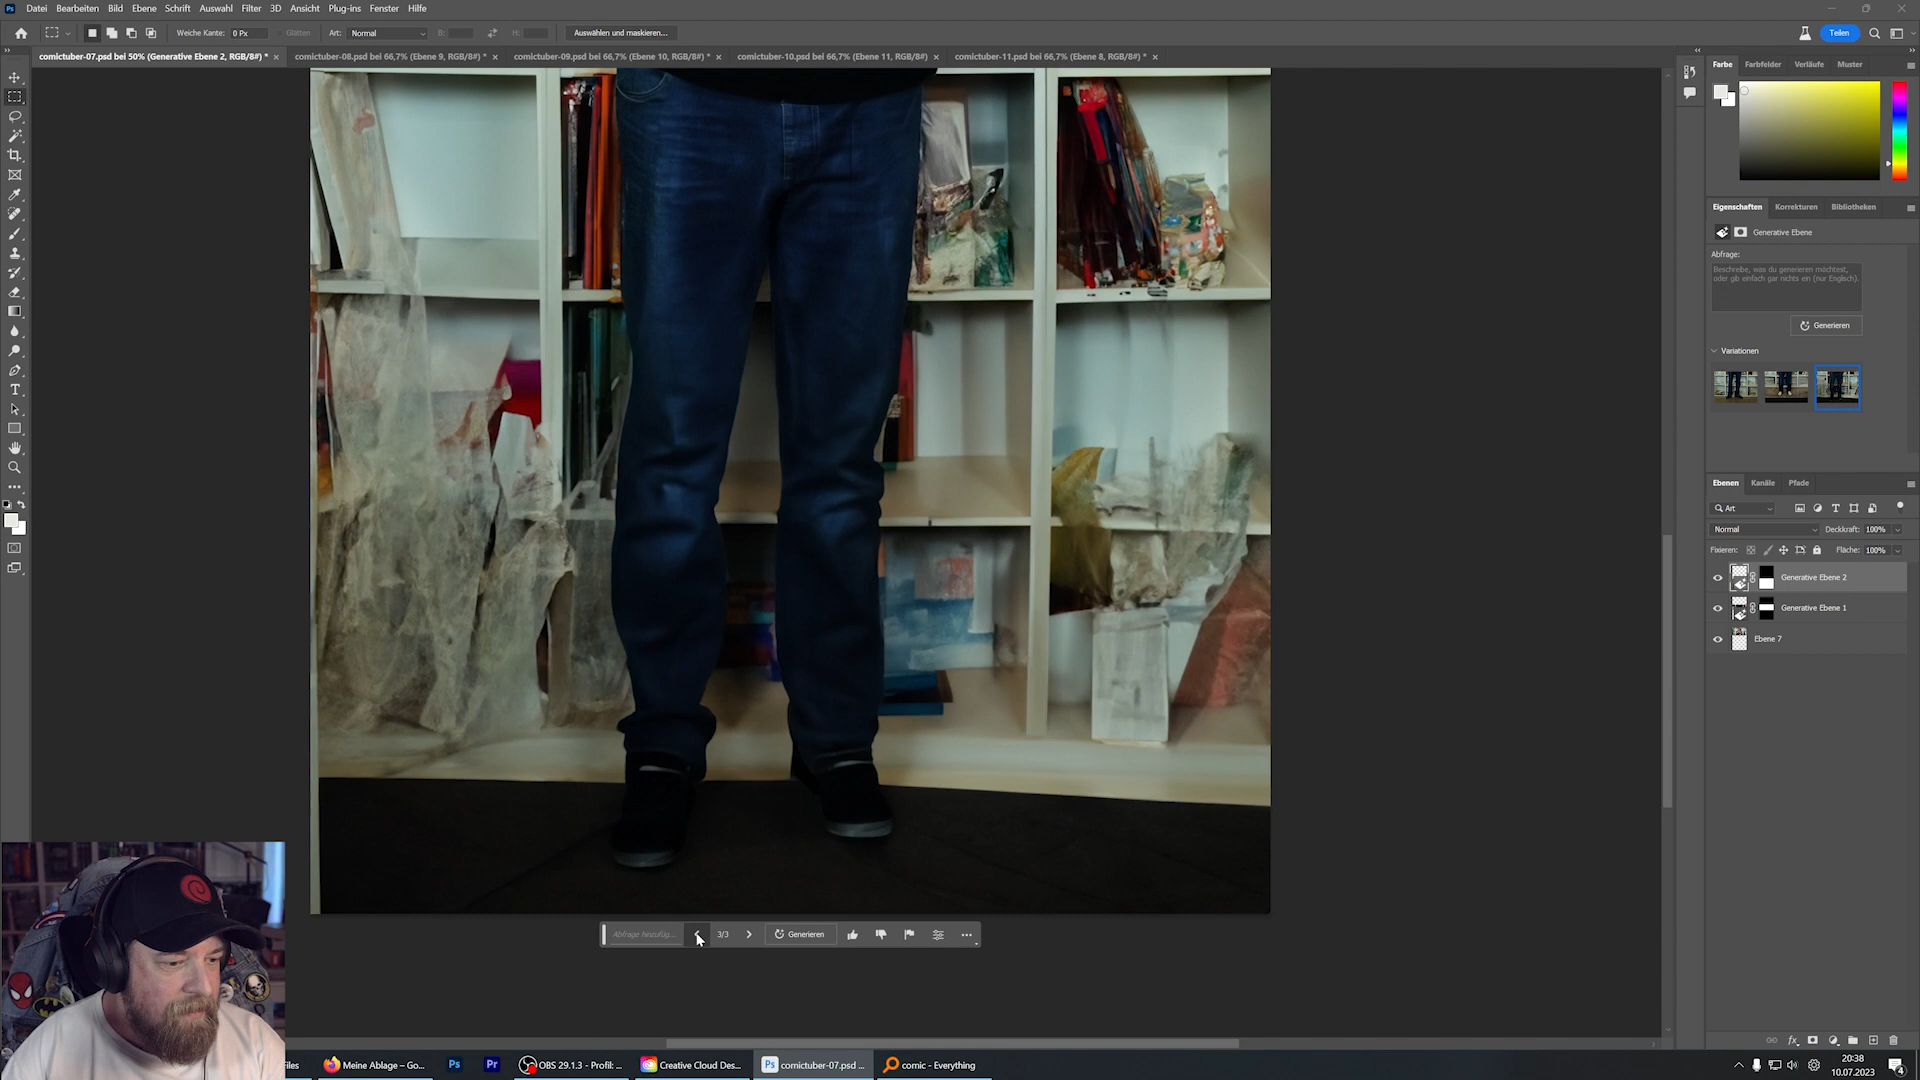 Ps Datei Bearbeiten Bild Ebene Schrift Auswahl Filter 3D Ansicht Plug-ins Fenster Hilfe
Weiche Kante: 0 Px Glätten Art: Normal B: H: Auswählen und maskieren... Teilen
comictuber-07.psd bei 50% (Generative Ebene 2, RGB/8#) * × comictuber-08.psd bei 66,7% (Ebene 9, RGB/8#) * × comictuber-09.psd bei 66,7% (Ebene 10, RGB/8#) * × comictuber-10.psd bei 66,7% (Ebene 11, RGB/8#) × comictuber-11.psd bei 66,7% (Ebene 8, RGB/8#) * ×
Farbe Farbfelder Verläufe Muster
Eigenschaften Korrekturen Bibliotheken
Generative Ebene
Abfrage:
Beschreibe, was du generieren möchtest,
oder gib einfach gar nichts ein (nur Englisch).
Generieren
Variationen
Ebenen Kanäle Pfade
Art
Normal Deckkraft: 100%
Fixieren: Fläche: 100%
Generative Ebene 2
Generative Ebene 1
Ebene 7
Abfrage hinzufüg... 3/3 Generieren
fx
iles Meine Ablage – Go... Ps Pr OBS 29.1.3 - Profil: ... Creative Cloud Des... Ps comictuber-07.psd ... comic - Everything
20:38
10.07.2023
4